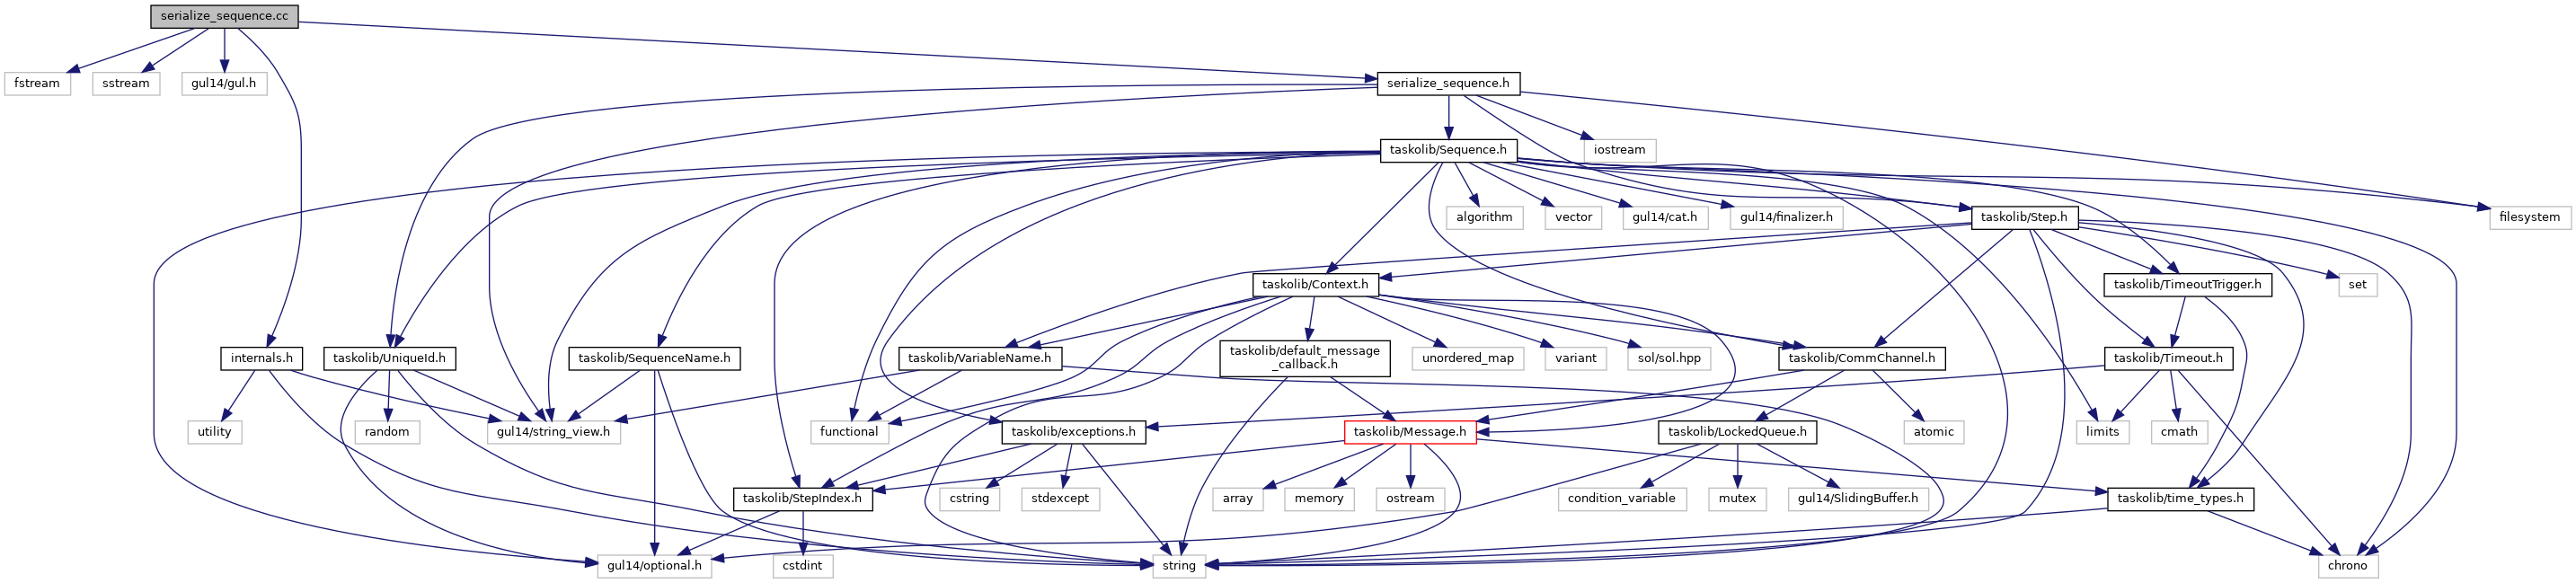 serialize_sequence.cc
fstream
sstream
gul14/gul.h
serialize_sequence.h
taskolib/Sequence.h
iostream
algorithm
vector
gul14/cat.h
gul14/finalizer.h
taskolib/Step.h
filesystem
taskolib/Context.h
taskolib/TimeoutTrigger.h
set
internals.h
taskolib/UniqueId.h
taskolib/SequenceName.h
taskolib/VariableName.h
taskolib/default_message
_callback.h
unordered_map
variant
sol/sol.hpp
taskolib/CommChannel.h
taskolib/Timeout.h
utility
random
gul14/string_view.h
functional
taskolib/exceptions.h
taskolib/Message.h
taskolib/LockedQueue.h
atomic
limits
cmath
taskolib/StepIndex.h
cstring
stdexcept
array
memory
ostream
condition_variable
mutex
gul14/SlidingBuffer.h
taskolib/time_types.h
gul14/optional.h
cstdint
string
chrono